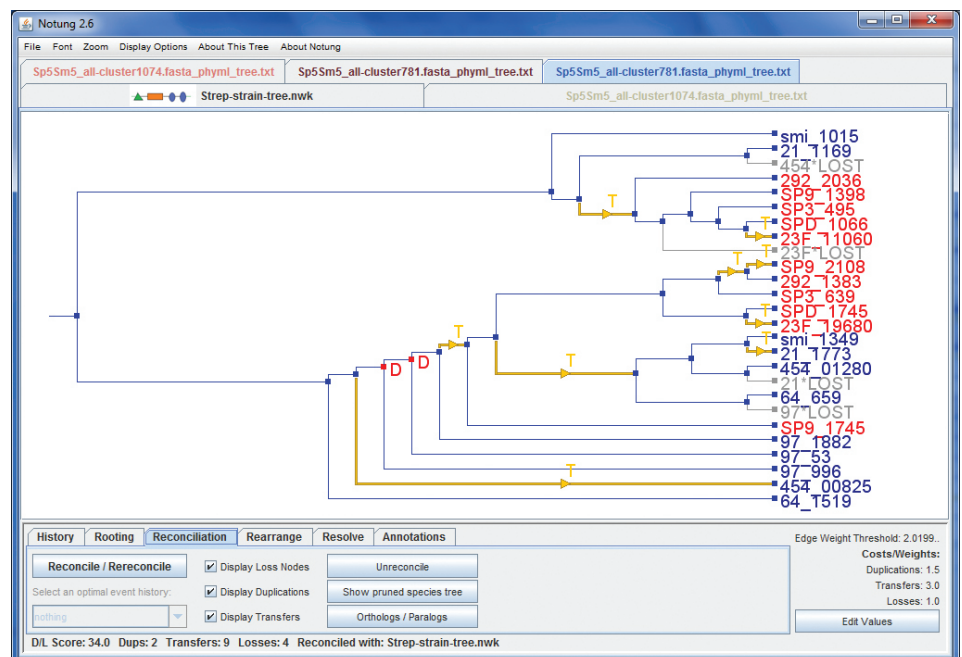 Notung 2.6
File Font Zoom Display Options About This Tree About Notung
Sp5Sm5_all-cluster1074.fasta_phyml_tree.txt Sp5Sm5_all-cluster781.fasta_phyml_tree.txt Sp5Sm5_all-cluster781.fasta_phyml_tree.txt
Strep-strain-tree.nwk Sp5Sm5_all-cluster1074.fasta_phyml_tree.txt
smi_1015
21_1169
454*LOST
T
292_2036
SP9_1398
SP3_495
T SPD_1066
23F_11060
T 23F*LOST
T SP9_2108
292_1383
SP3_639
SPD_1745
T 23F_19680
T smi_1349
T 21_1773
T 454_01280
21*LOST
D D 64_659
97*LOST
SP9_1745
97_1882
97_53
97_996
T 454_00825
64_1519
History Rooting Reconciliation Rearrange Resolve Annotations
Edge Weight Threshold: 2.0199..
Costs/Weights:
Reconcile / Rereconcile Display Loss Nodes Unreconcile
Duplications: 1.5
Select an optimal event history: Display Duplications Show pruned species tree
Transfers: 3.0
Losses: 1.0
nothing Display Transfers Orthologs / Paralogs
Edit Values
D/L Score: 34.0 Dups: 2 Transfers: 9 Losses: 4 Reconciled with: Strep-strain-tree.nwk